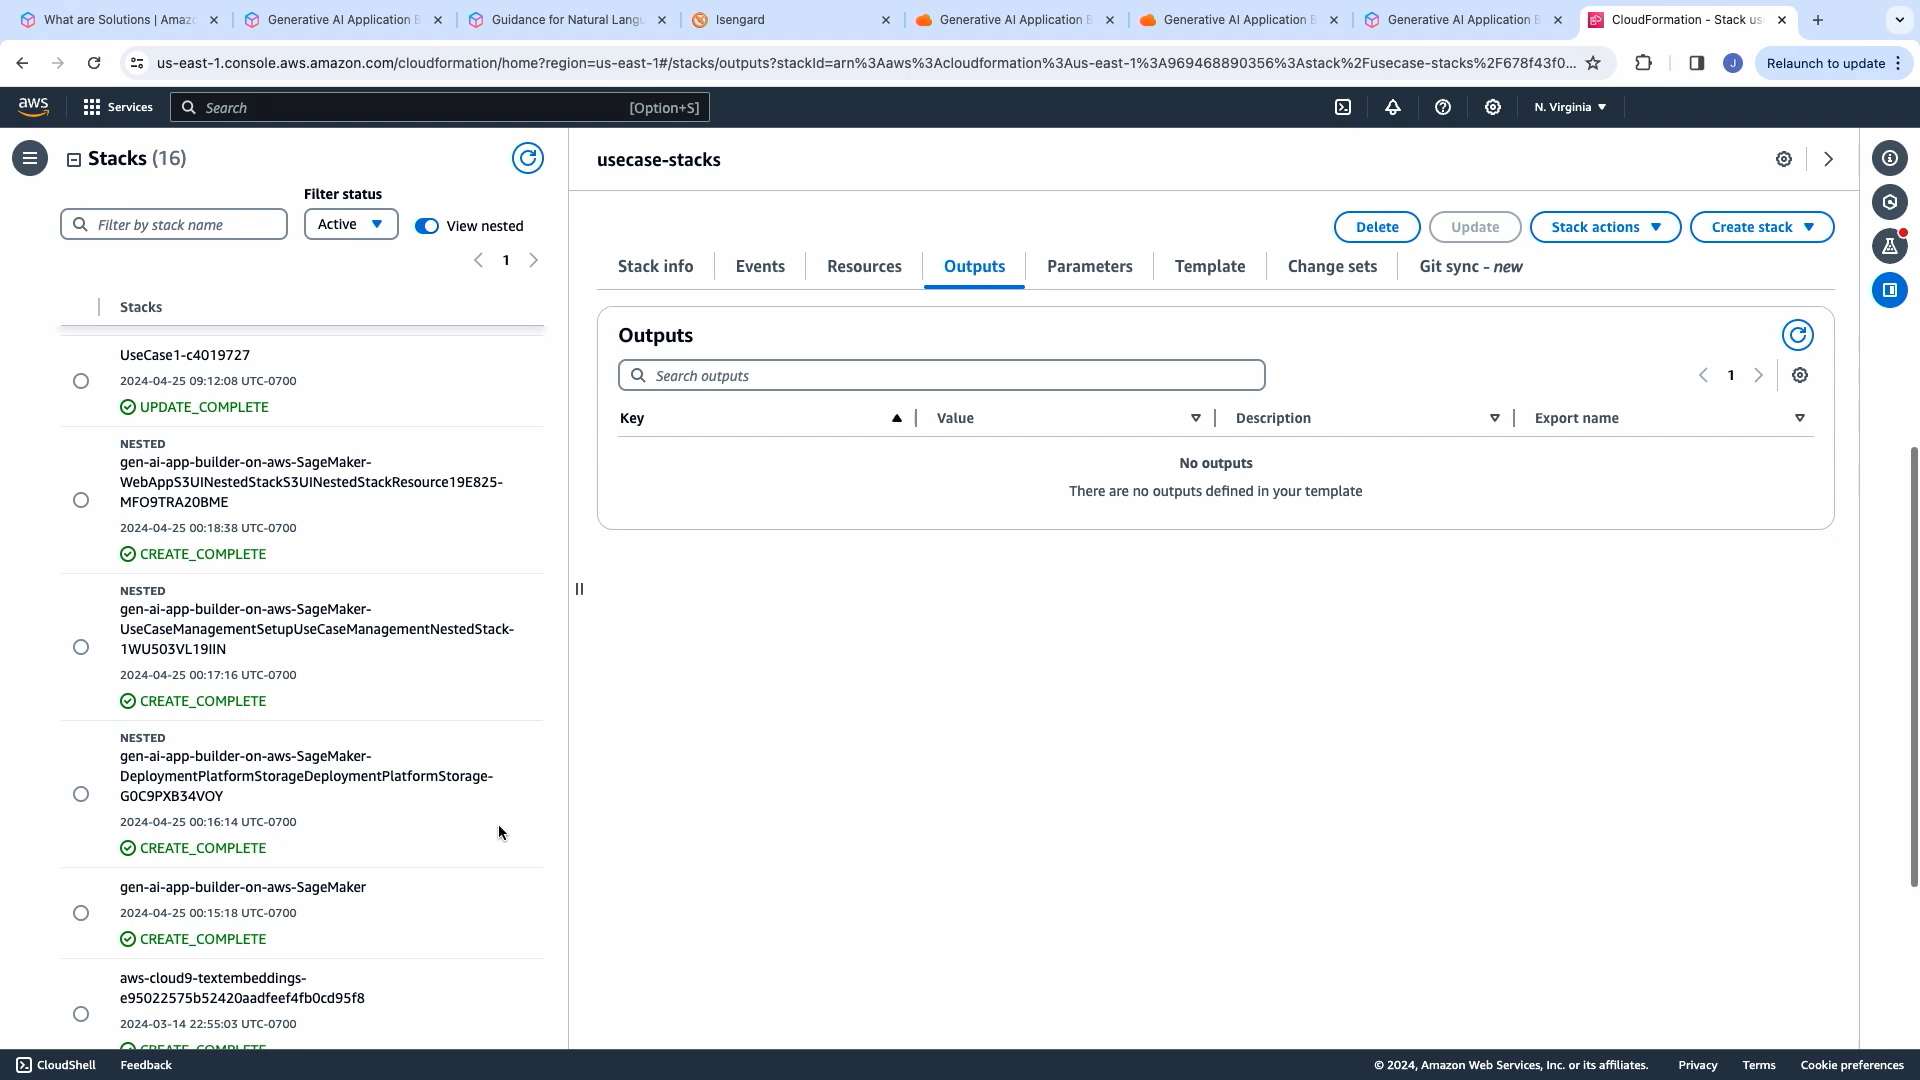 What are Solutions | Amaz
Generative AI Application B
Guidance for Natural Langu
Isengard
Generative AI Application B
Generative AI Application B
Generative AI Application B
CloudFormation - Stack us
us-east-1.console.aws.amazon.com/cloudformation/home?region=us-east-1#/stacks/outputs?stackId=arn%3Aaws%3Acloudformation%3Aus-east-1%3A969468890356%3Astack%2Fusecase-stacks%2F678f43f0...
J
Relaunch to update
aws
Services
Search
[Option+S]
N. Virginia
Stacks (16)
Filter status
Filter by stack name
Active
View nested
1
Stacks
UseCase1-c4019727
2024-04-25 09:12:08 UTC-0700
UPDATE_COMPLETE
NESTED
gen-ai-app-builder-on-aws-SageMaker-
WebAppS3UINestedStackS3UINestedStackResource19E825-
MFO9TRA20BME
2024-04-25 00:18:38 UTC-0700
CREATE_COMPLETE
NESTED
gen-ai-app-builder-on-aws-SageMaker-
UseCaseManagementSetupUseCaseManagementNestedStack-
1WU503VL19IIN
2024-04-25 00:17:16 UTC-0700
CREATE_COMPLETE
NESTED
gen-ai-app-builder-on-aws-SageMaker-
DeploymentPlatformStorageDeploymentPlatformStorage-
G0C9PXB34VOY
2024-04-25 00:16:14 UTC-0700
CREATE_COMPLETE
gen-ai-app-builder-on-aws-SageMaker
2024-04-25 00:15:18 UTC-0700
CREATE_COMPLETE
aws-cloud9-textembeddings-
e95022575b52420aadfeef4fb0cd95f8
2024-03-14 22:55:03 UTC-0700
CREATE_COMPLETE
usecase-stacks
Delete
Update
Stack actions
Create stack
Stack info
Events
Resources
Outputs
Parameters
Template
Change sets
Git sync - new
Outputs
Search outputs
1
Key
Value
Description
Export name
No outputs
There are no outputs defined in your template
CloudShell
Feedback
© 2024, Amazon Web Services, Inc. or its affiliates.
Privacy
Terms
Cookie preferences